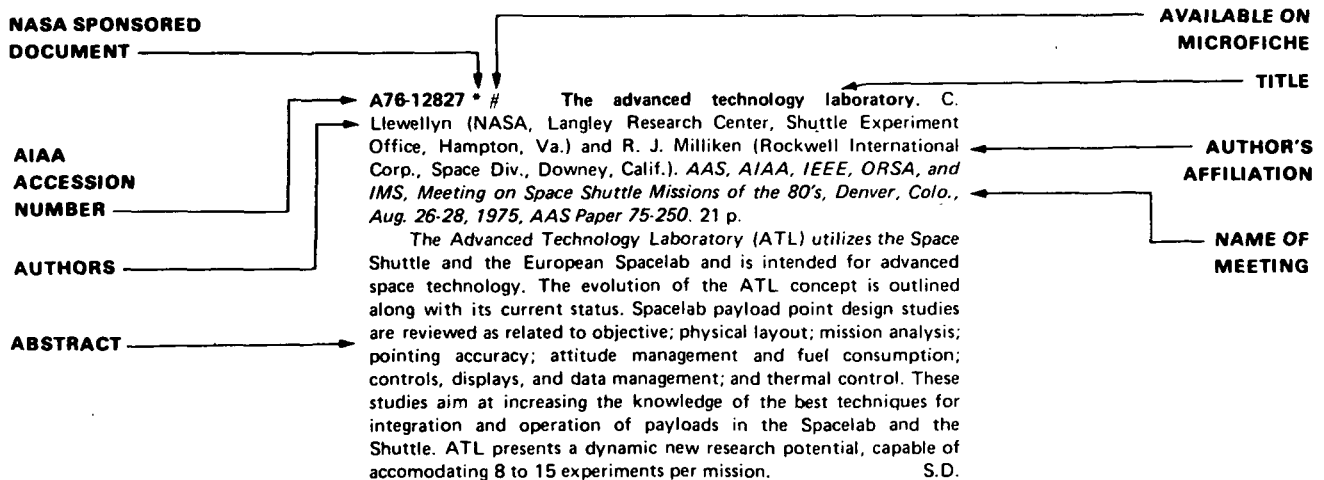 NASA SPONSORED
DOCUMENT
AVAILABLE ON
MICROFICHE
TITLE
A76-12827 * # The advanced technology laboratory. C.
Llewellyn (NASA, Langley Research Center, Shuttle Experiment
Office, Hampton, Va.) and R. J. Milliken (Rockwell International
Corp., Space Div., Downey, Calif.). AAS, AIAA, IEEE, ORSA, and
IMS, Meeting on Space Shuttle Missions of the 80's, Denver, Colo.,
Aug. 26-28, 1975, AAS Paper 75-250. 21 p.
The Advanced Technology Laboratory (ATL) utilizes the Space
Shuttle and the European Spacelab and is intended for advanced
space technology. The evolution of the ATL concept is outlined
along with its current status. Spacelab payload point design studies
are reviewed as related to objective; physical layout; mission analysis;
pointing accuracy; attitude management and fuel consumption;
controls, displays, and data management; and thermal control. These
studies aim at increasing the knowledge of the best techniques for
integration and operation of payloads in the Spacelab and the
Shuttle. ATL presents a dynamic new research potential, capable of
accomodating 8 to 15 experiments per mission. S.D.
AIAA
ACCESSION
NUMBER
AUTHORS
ABSTRACT
AUTHOR'S
AFFILIATION
NAME OF
MEETING